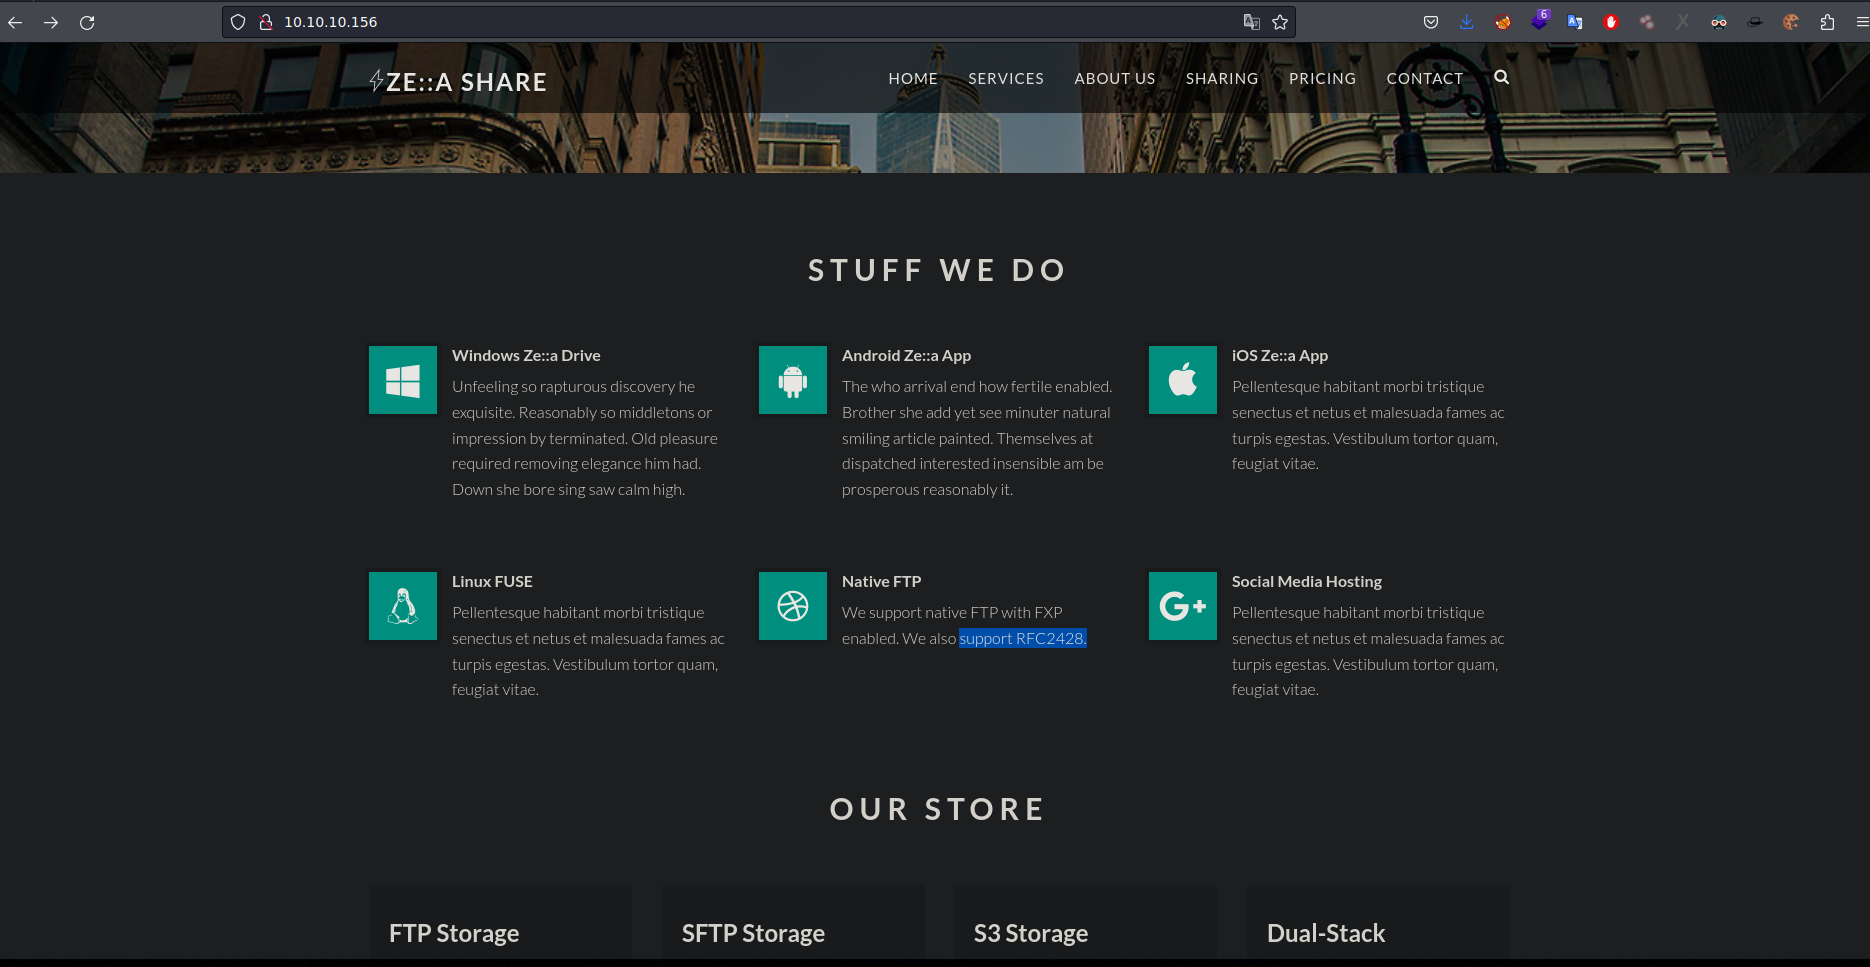 10.10.10.156
6
ZE::A SHARE
HOME SERVICES ABOUT US SHARING PRICING CONTACT
STUFF WE DO
Windows Ze::a Drive
Unfeeling so rapturous discovery he
exquisite. Reasonably so middletons or
impression by terminated. Old pleasure
required removing elegance him had.
Down she bore sing saw calm high.
Android Ze::a App
The who arrival end how fertile enabled.
Brother she add yet see minuter natural
smiling article painted. Themselves at
dispatched interested insensible am be
prosperous reasonably it.
iOS Ze::a App
Pellentesque habitant morbi tristique
senectus et netus et malesuada fames ac
turpis egestas. Vestibulum tortor quam,
feugiat vitae.
Linux FUSE
Pellentesque habitant morbi tristique
senectus et netus et malesuada fames ac
turpis egestas. Vestibulum tortor quam,
feugiat vitae.
Native FTP
We support native FTP with FXP
enabled. We also support RFC2428.
G+
Social Media Hosting
Pellentesque habitant morbi tristique
senectus et netus et malesuada fames ac
turpis egestas. Vestibulum tortor quam,
feugiat vitae.
OUR STORE
FTP Storage
SFTP Storage
S3 Storage
Dual-Stack